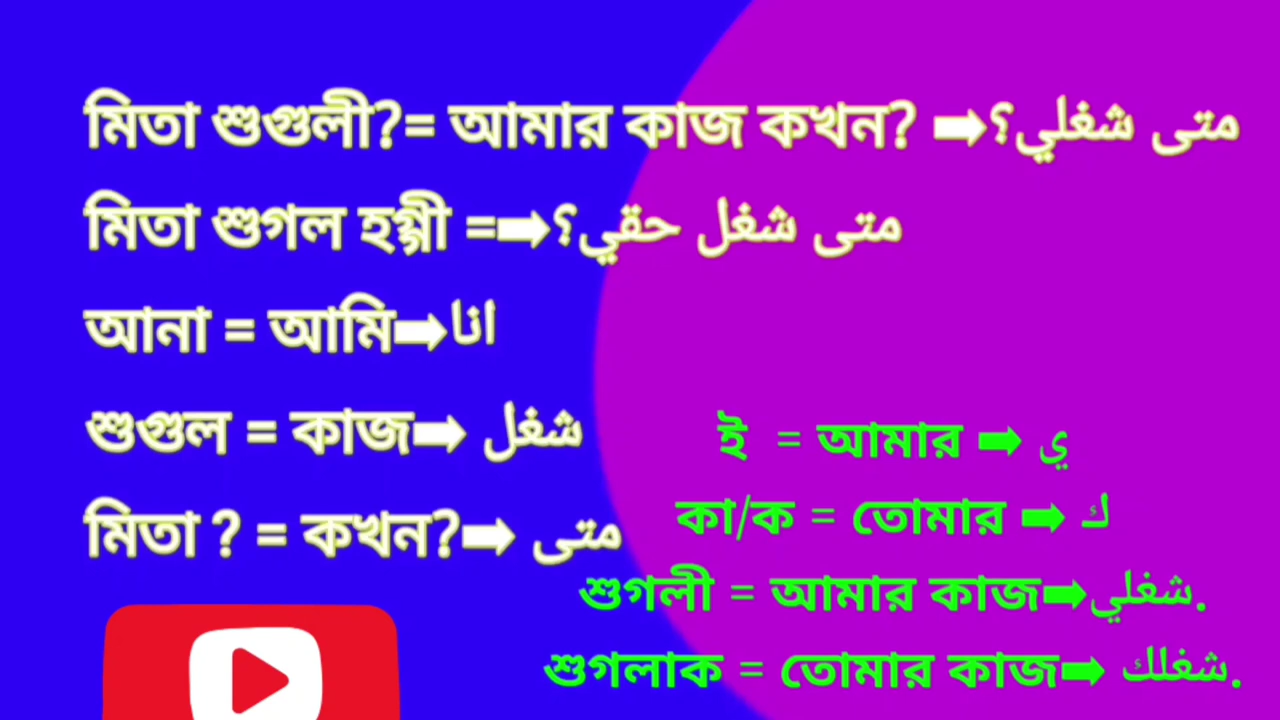 মিতা শুগুলী?= আমার কাজ কখন? ➡متى شغلي؟
মিতা শুগল হগ্গী =➡متى شغل حقي؟
আনা = আমি➡انا
শুগুল = কাজ➡ شغل
মিতা ? = কখন?➡ متى
ই = আমার ➡ ي
কা/ক = তোমার ➡ ك
শুগলী = আমার কাজ➡شغلي.
শুগলাক = তোমার কাজ➡ شغلك.